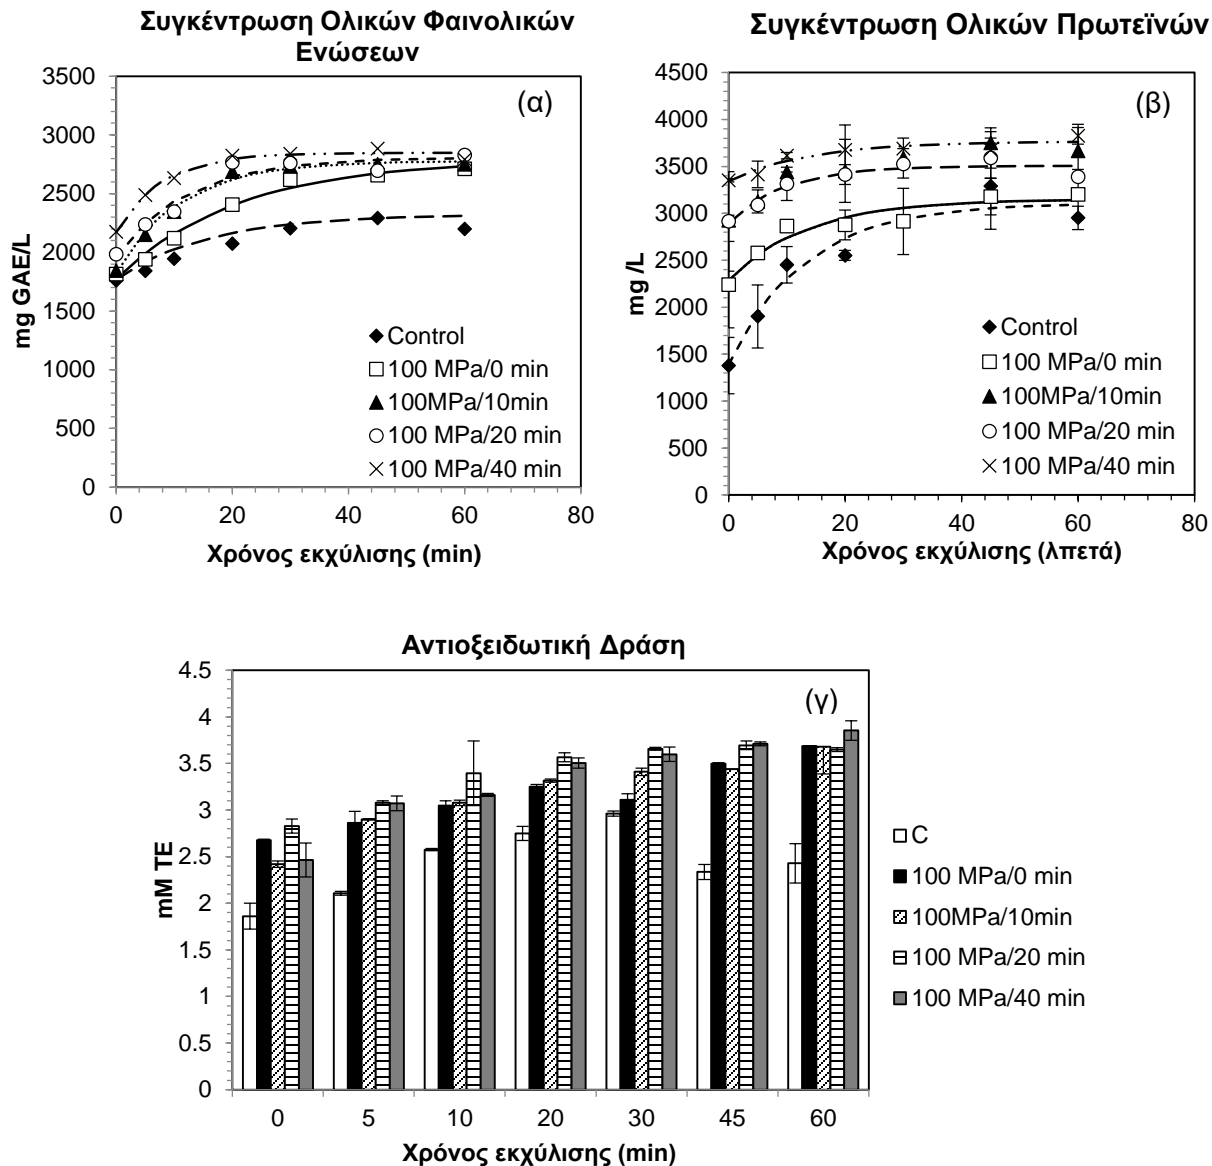 Συγκέντρωση Ολικών Φαινολικών
Ενώσεων
3500
3000
2500
2000
1500
1000
500
0
mg GAE/L
(α)
Control
100 MPa/0 min
100MPa/10min
100 MPa/20 min
100 MPa/40 min
0 20 40 60 80
Χρόνος εκχύλισης (min)
Συγκέντρωση Ολικών Πρωτεϊνών
4500
4000
3500
3000
2500
2000
1500
1000
500
0
mg /L
(β)
Control
100 MPa/0 min
100MPa/10min
100 MPa/20 min
100 MPa/40 min
0 20 40 60 80
Χρόνος εκχύλισης (λπετά)
Αντιοξειδωτική Δράση
4.5
4
3.5
3
2.5
2
1.5
1
0.5
0
mM TE
(γ)
C
100 MPa/0 min
100MPa/10min
100 MPa/20 min
100 MPa/40 min
0 5 10 20 30 45 60
Χρόνος εκχύλισης (min)